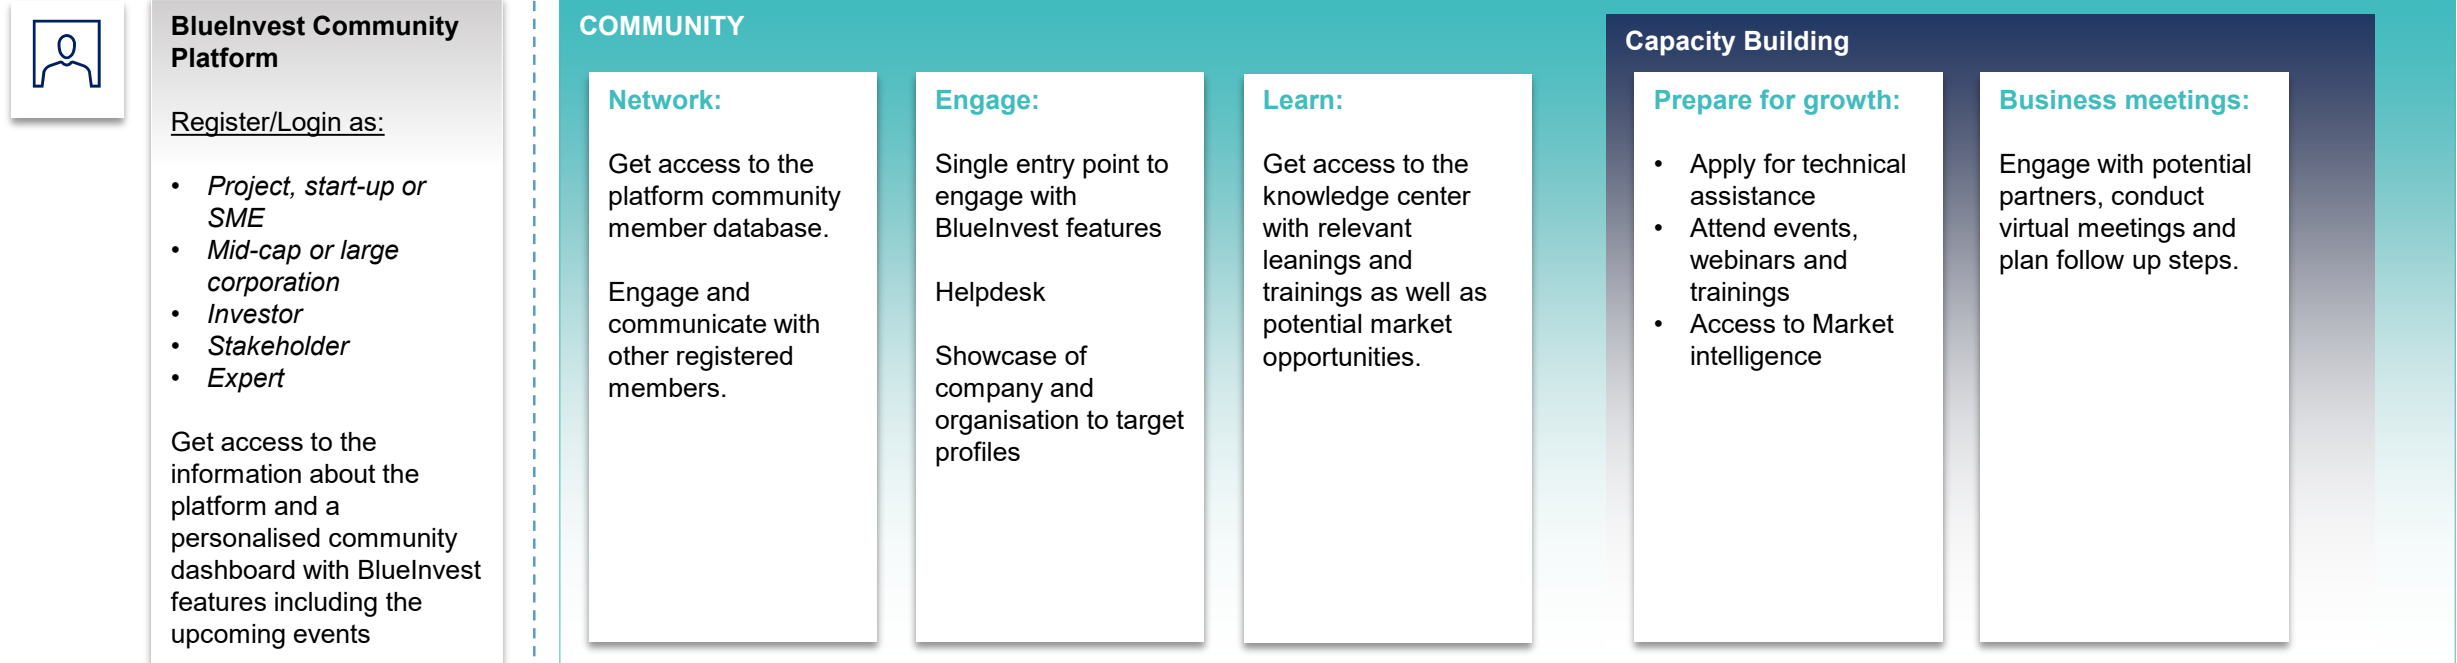 BlueInvest Community
Platform
Register/Login as:
• Project, start-up or
SME
• Mid-cap or large
corporation
• Investor
• Stakeholder
• Expert
Get access to the
information about the
platform and a
personalised community
dashboard with BlueInvest
features including the
upcoming events
COMMUNITY
Network:
Get access to the
platform community
member database.
Engage and
communicate with
other registered
members.
Engage:
Single entry point to
engage with
BlueInvest features
Helpdesk
Showcase of
company and
organisation to target
profiles
Learn:
Get access to the
knowledge center
with relevant
leanings and
trainings as well as
potential market
opportunities.
Capacity Building
Prepare for growth:
• Apply for technical
assistance
• Attend events,
webinars and
trainings
• Access to Market
intelligence
Business meetings:
Engage with potential
partners, conduct
virtual meetings and
plan follow up steps.